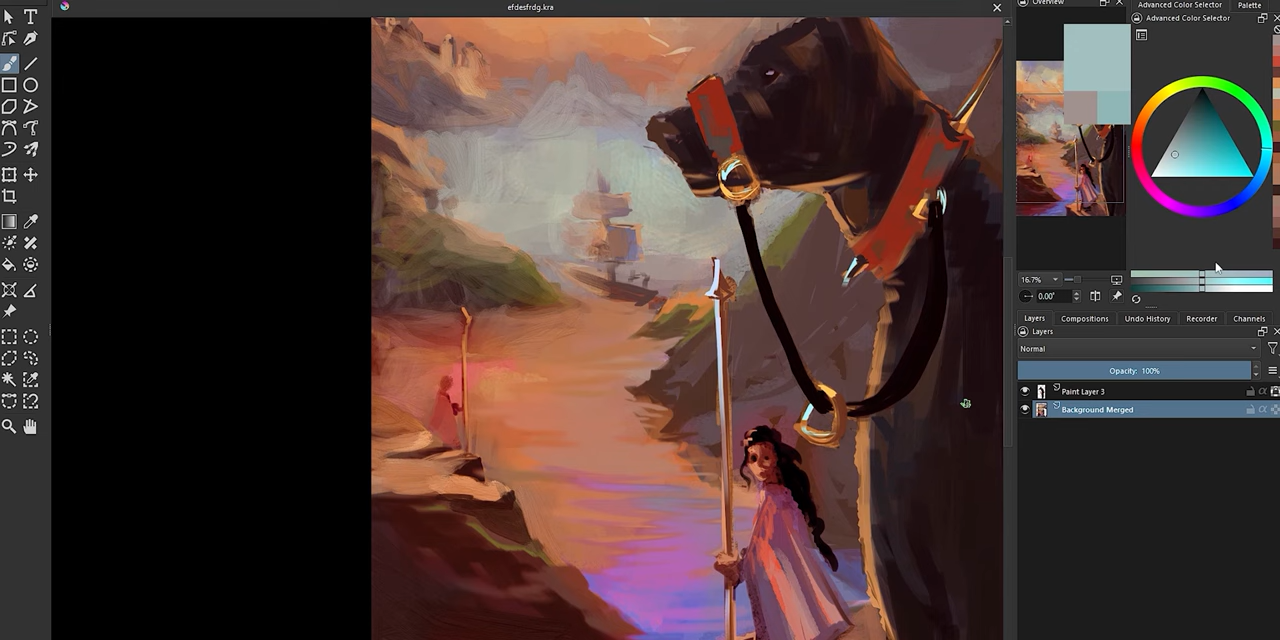 efdesfrdg.kra
Overview
Advanced Color Selector
Palette
Advanced Color Selector
16.7%
0.00°
Layers
Compositions
Undo History
Recorder
Channels
Layers
Normal
Opacity: 100%
Paint Layer 3
Background Merged